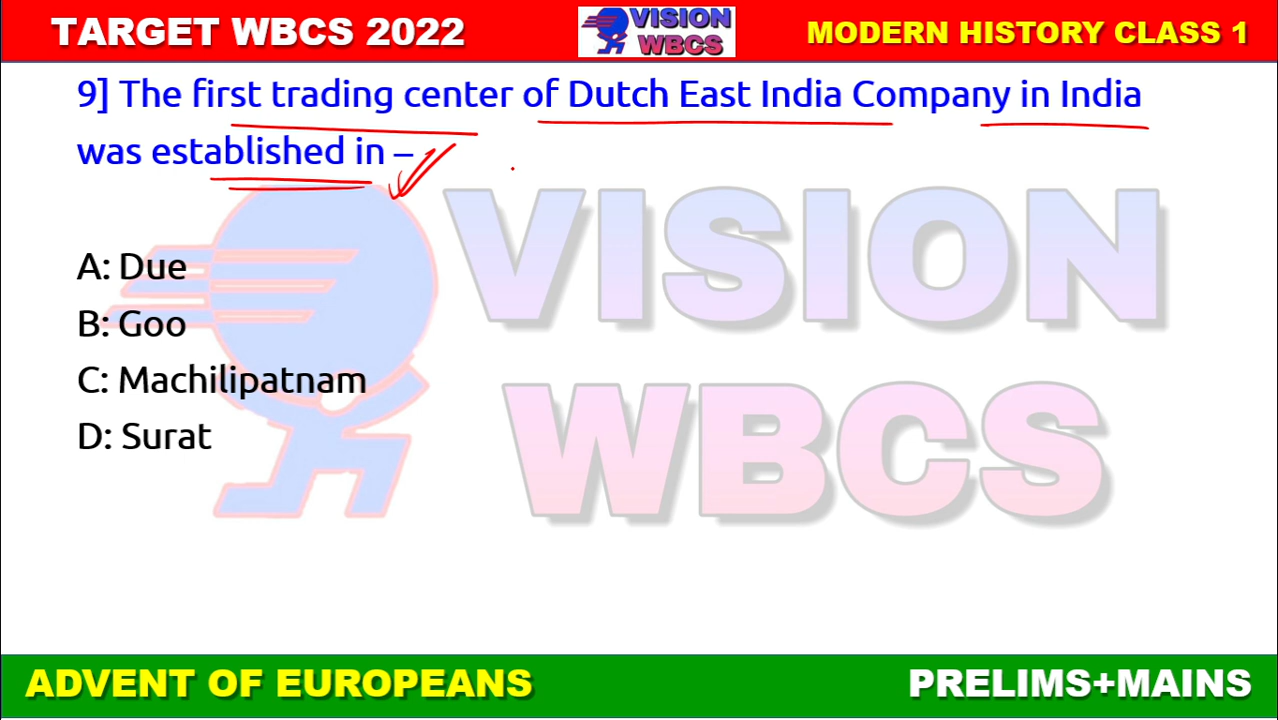 TARGET WBCS 2022
VISION
WBCS
MODERN HISTORY CLASS 1
9] The first trading center of Dutch East India Company in India
was established in –
A: Due
B: Goo
C: Machilipatnam
D: Surat
VISION
WBCS
ADVENT OF EUROPEANS
PRELIMS+MAINS